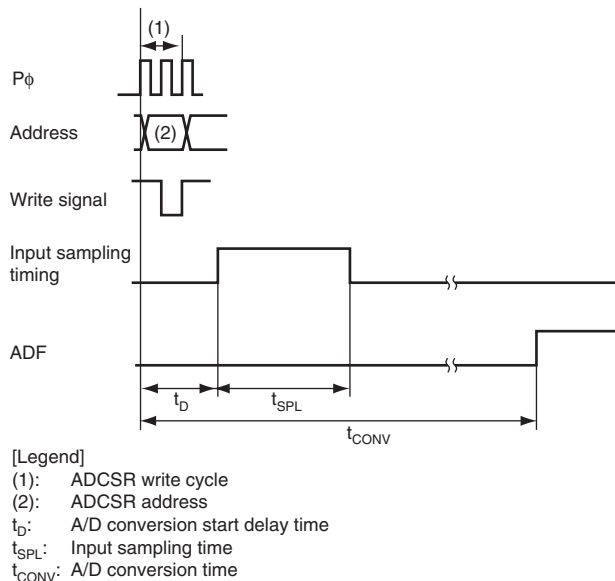 (1)
Pϕ
Address
(2)
Write signal
Input sampling
timing
ADF
tD
tSPL
tCONV
[Legend]
(1): ADCSR write cycle
(2): ADCSR address
tD: A/D conversion start delay time
tSPL: Input sampling time
tCONV: A/D conversion time